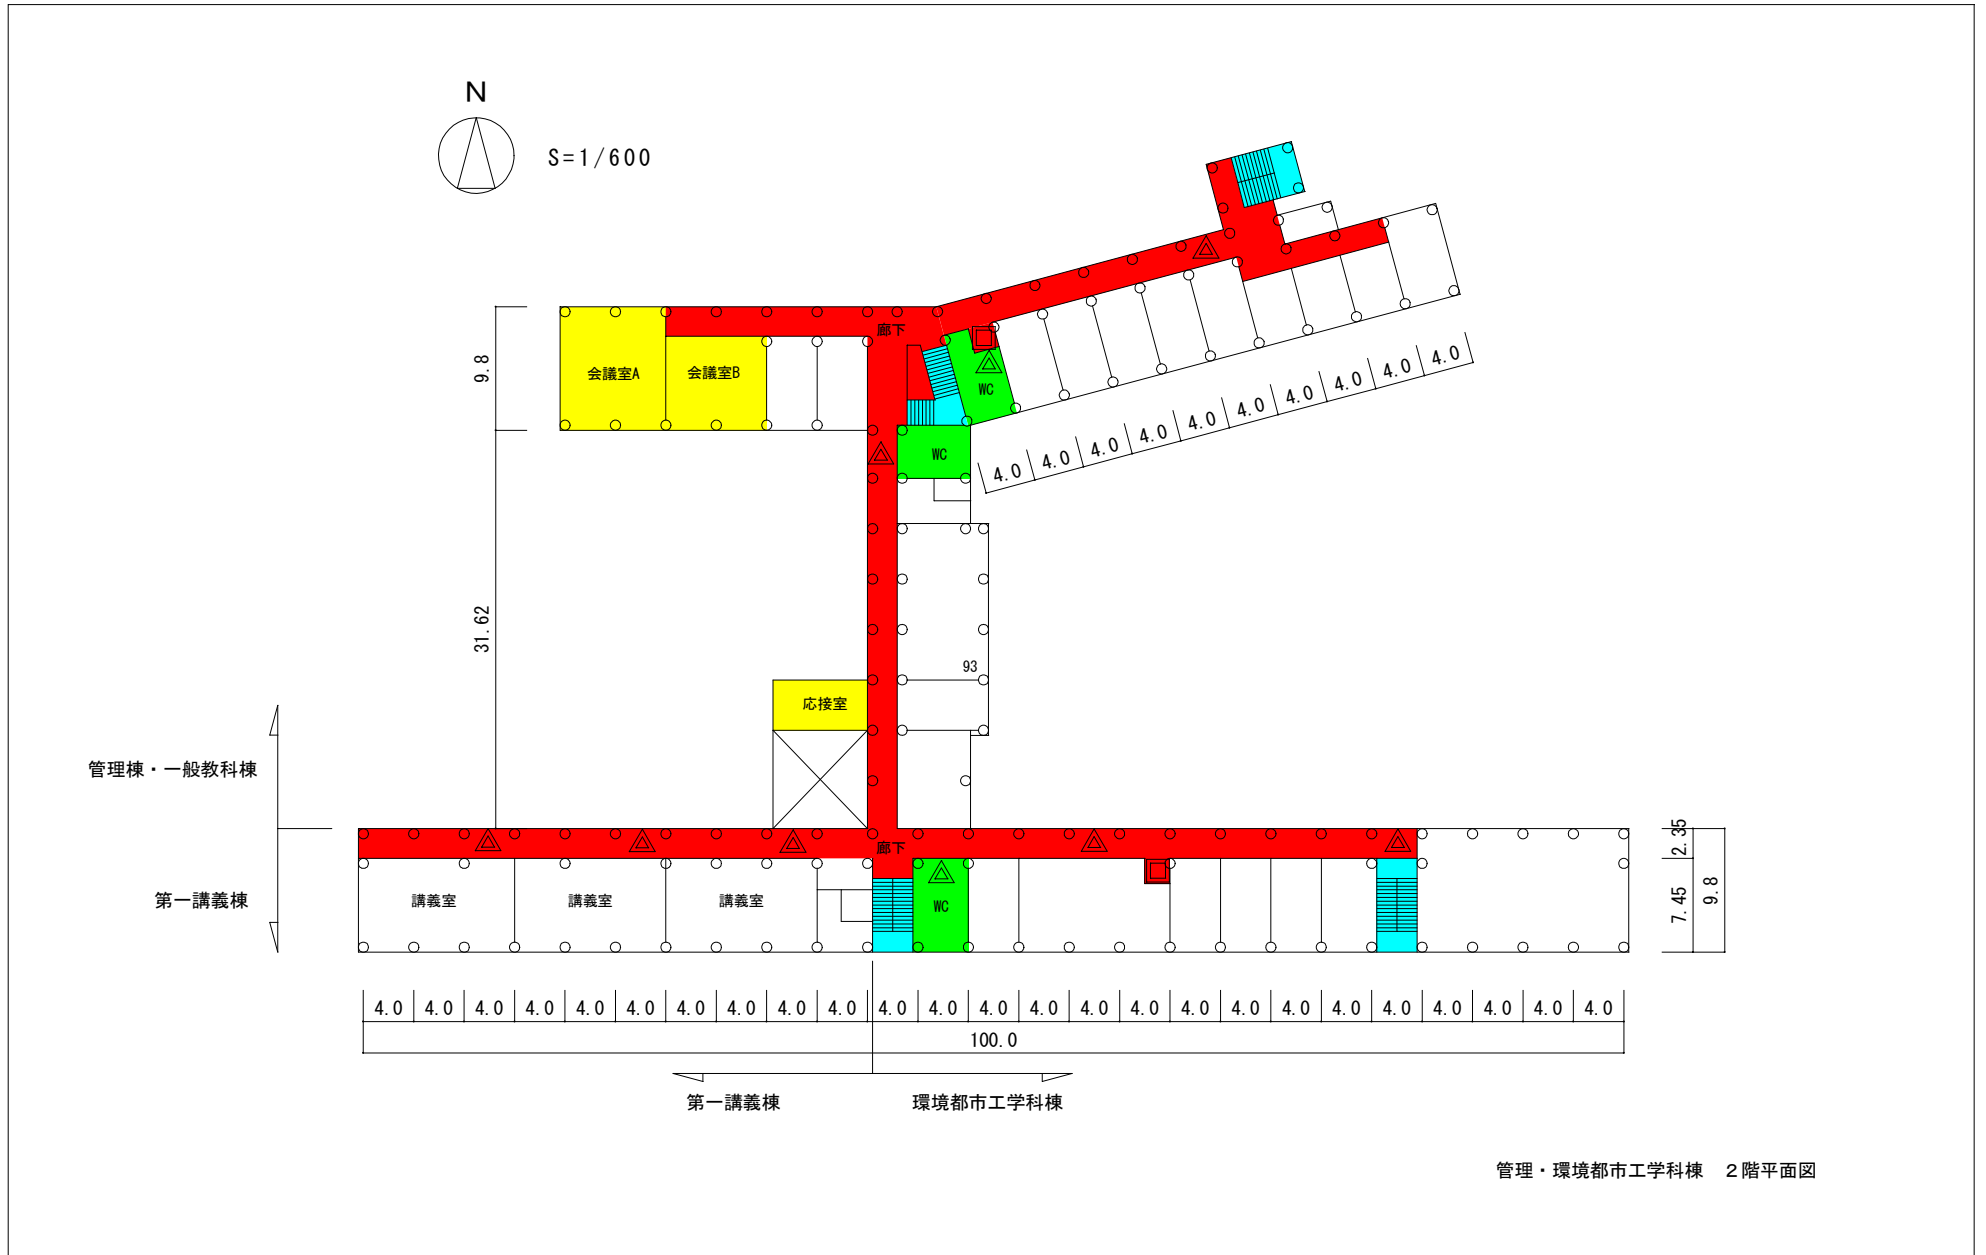 N
S=1/600
廊下
9.8
会議室A
会議室B
WC
4.0 4.0 4.0 4.0 4.0 4.0 4.0 4.0 4.0 4.0
WC
31.62
93
応接室
管理棟・一般教科棟
廊下
2.35
第一講義棟
講義室
講義室
講義室
WC
7.45
9.8
4.0 4.0 4.0 4.0 4.0 4.0 4.0 4.0 4.0 4.0 4.0 4.0 4.0 4.0 4.0 4.0 4.0 4.0 4.0 4.0 4.0 4.0 4.0 4.0 4.0
100.0
第一講義棟
環境都市工学科棟
管理・環境都市工学科棟　２階平面図